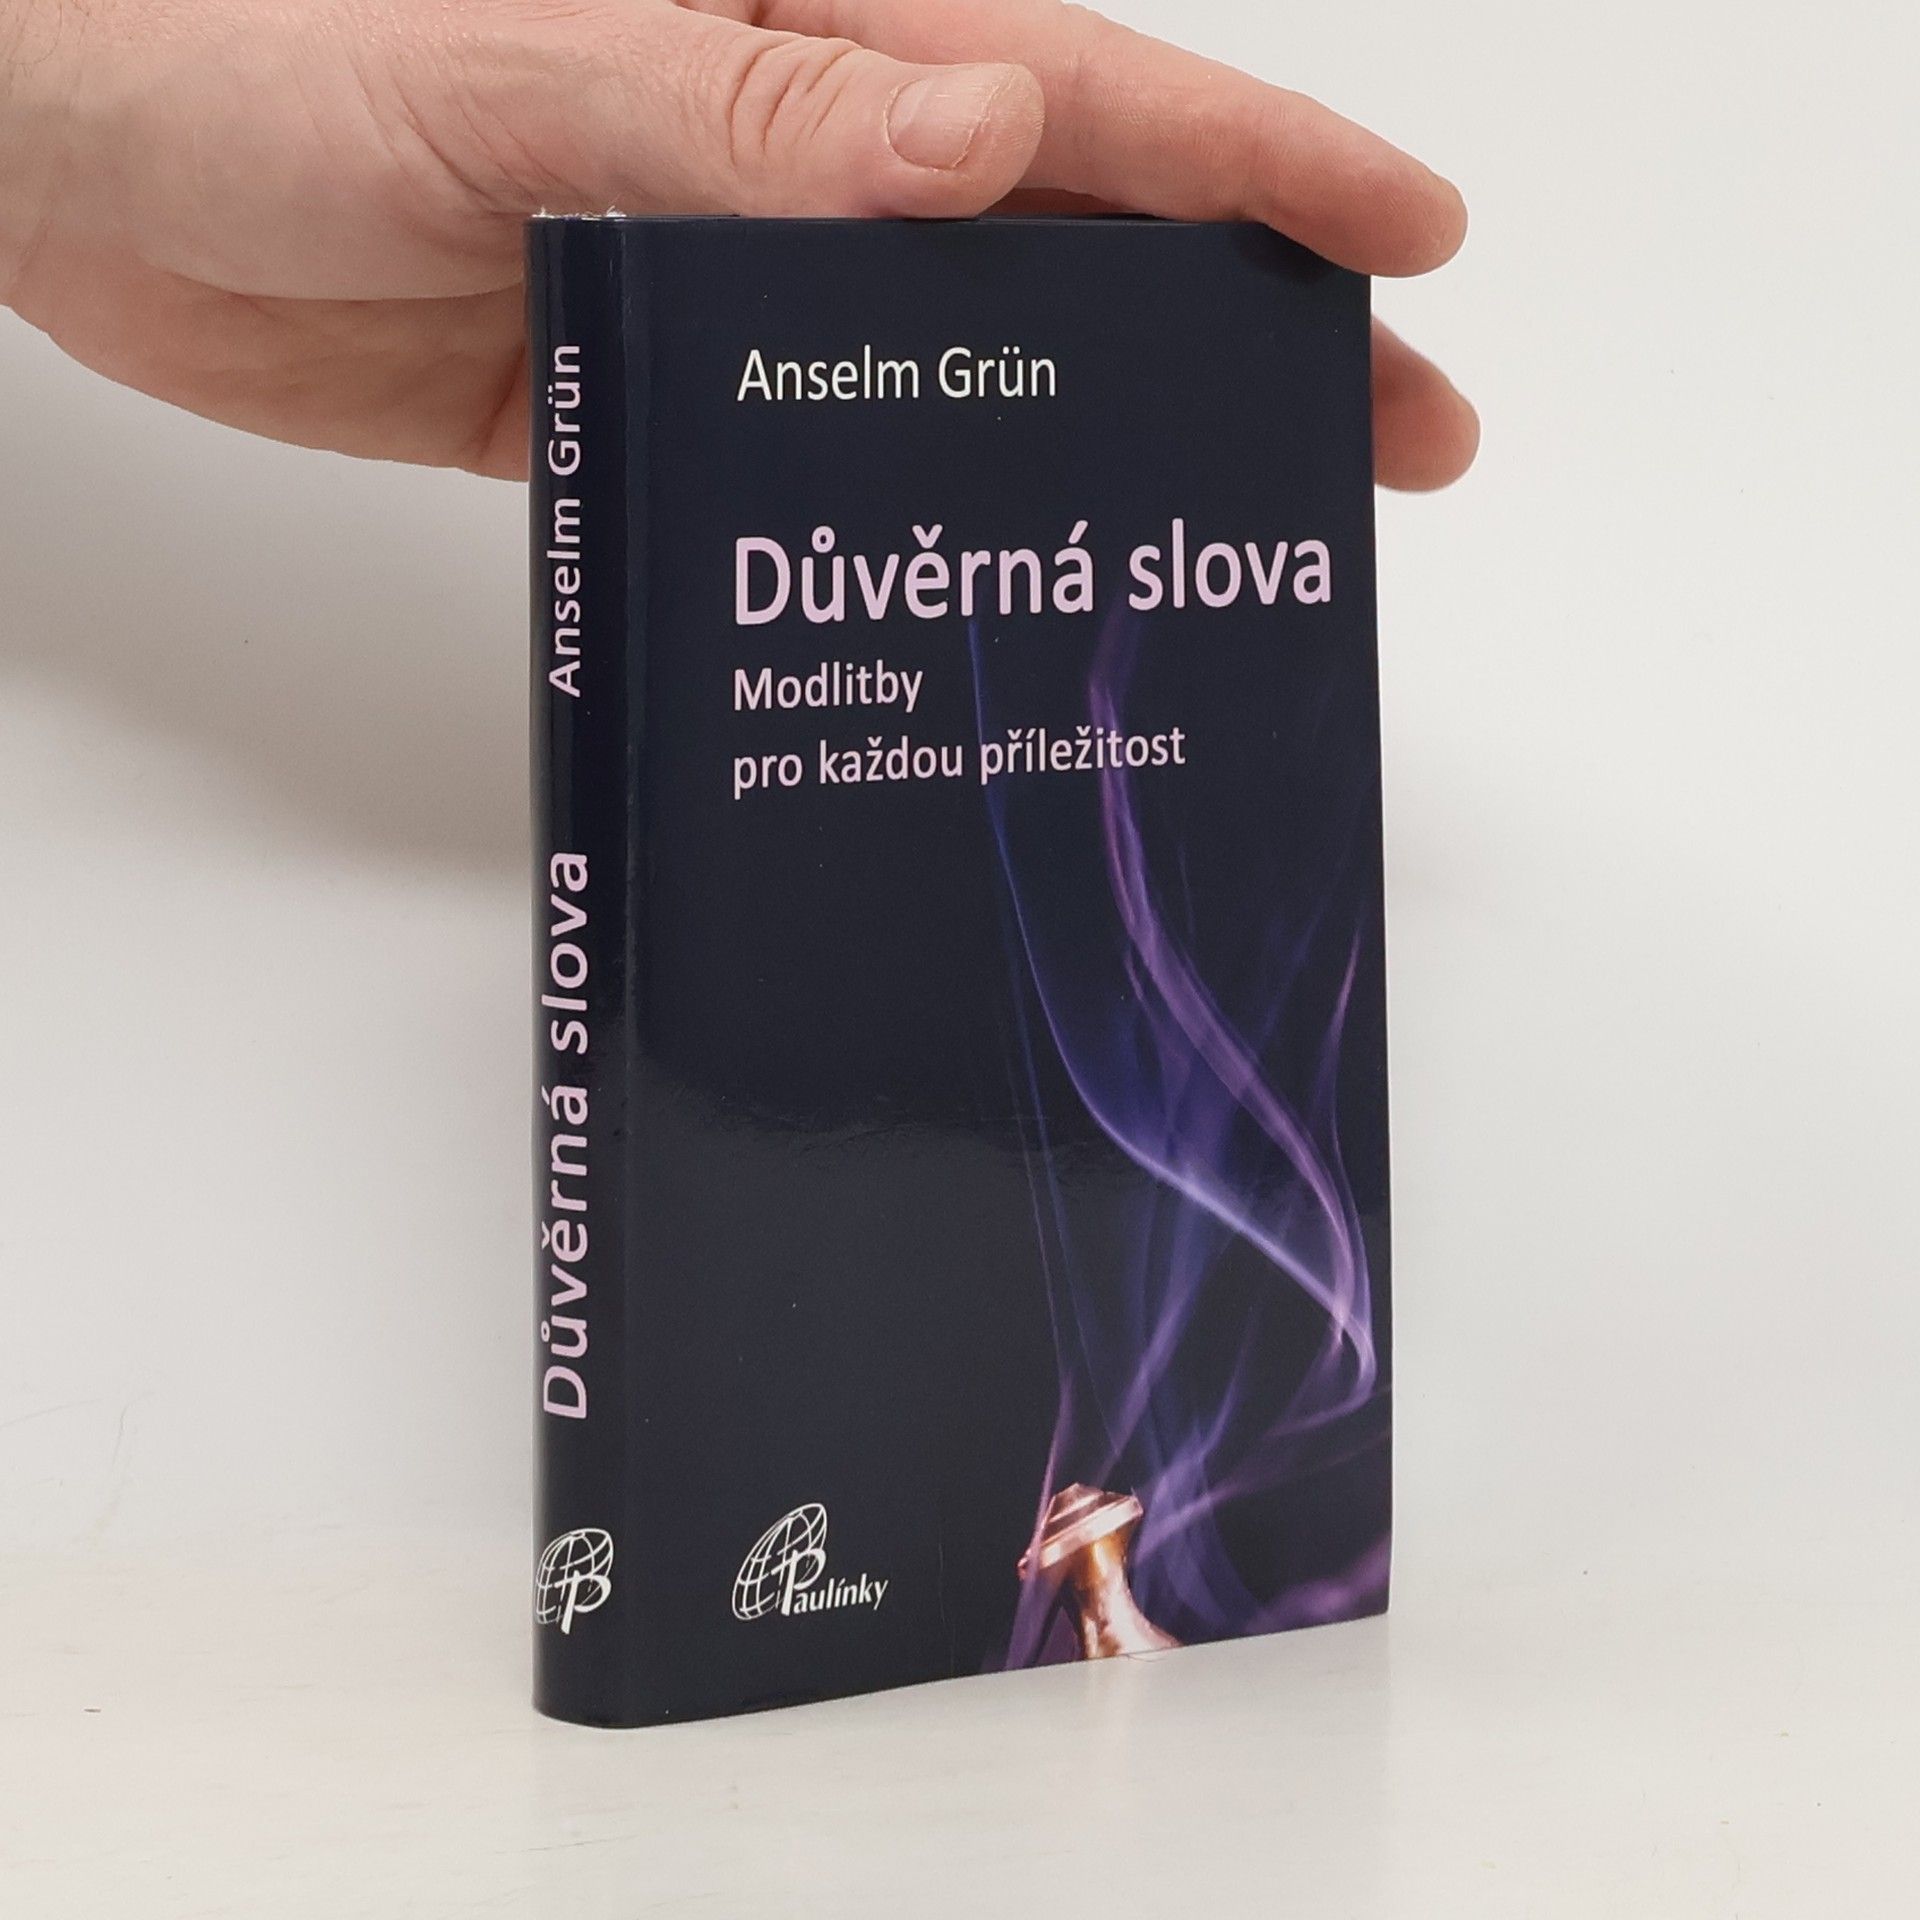 Anselm Grün
Důvěrná slova
Modlitby
pro každou příležitost
Paulínky
Důvěrná slova Anselm Grün